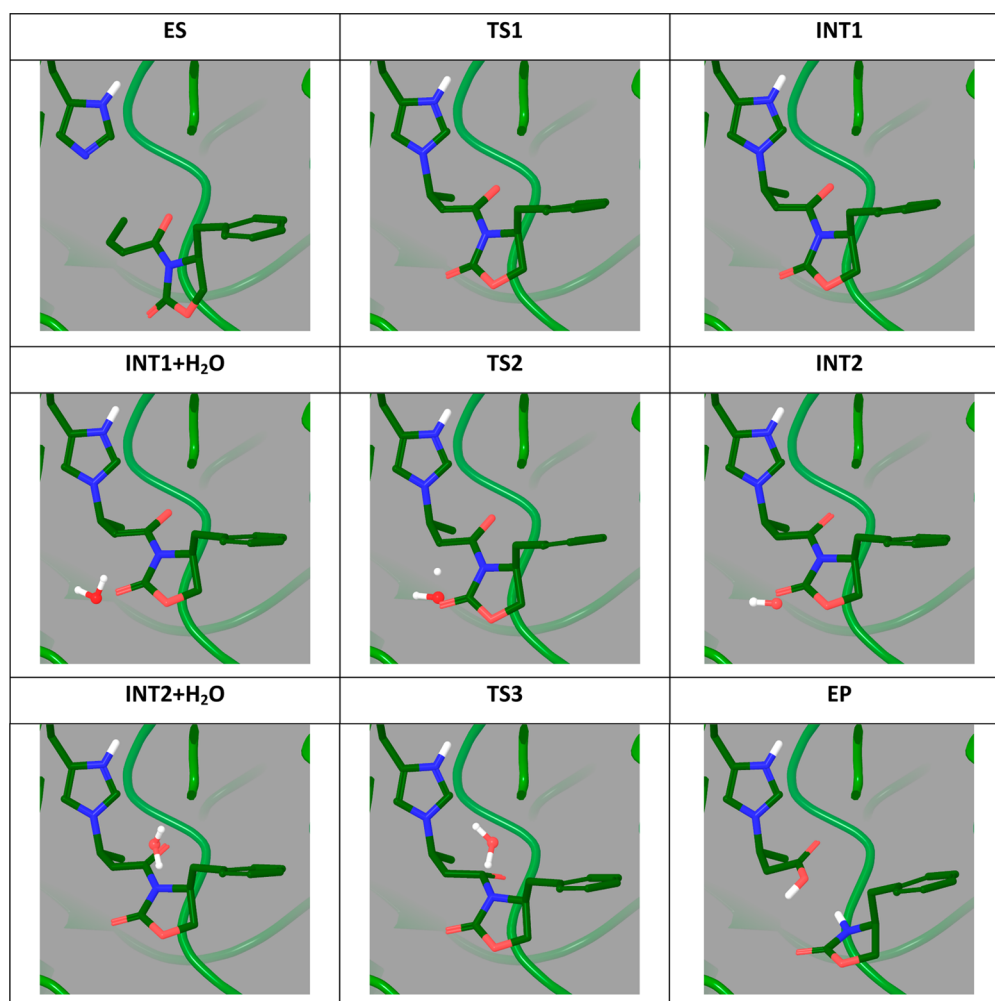 ES
TS1
INT1
INT1+H₂O
TS2
INT2
INT2+H₂O
TS3
EP